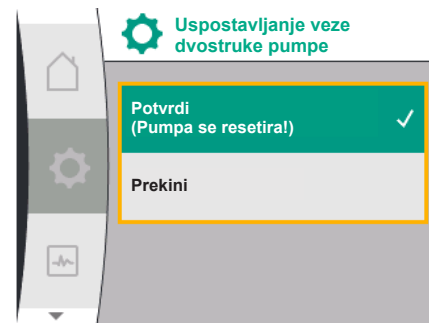 Uspostavljanje veze
dvostruke pumpe
Potvrdi
(Pumpa se resetira!)
Prekini